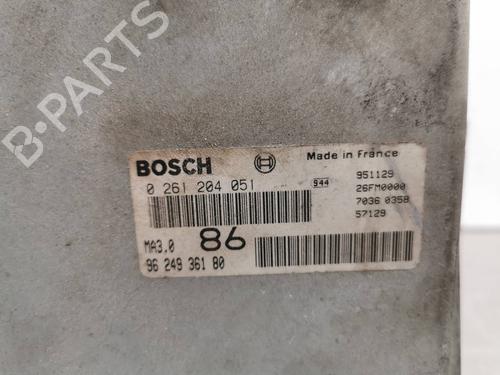 B-PARTS
BOSCH
Made in France
0 261 204 051
944
951129
26FM0000
7036 0358
57129
MA3.0
86
96 249 361 80